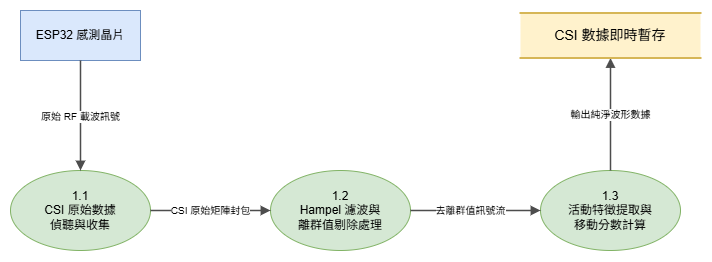 ESP32 感測晶片
CSI 數據即時暫存
原始 RF 載波訊號
輸出純淨波形數據
1.1
CSI 原始數據
偵聽與收集
CSI 原始矩陣封包
1.2
Hampel 濾波與
離群值剔除處理
去離群值訊號流
1.3
活動特徵提取與
移動分數計算